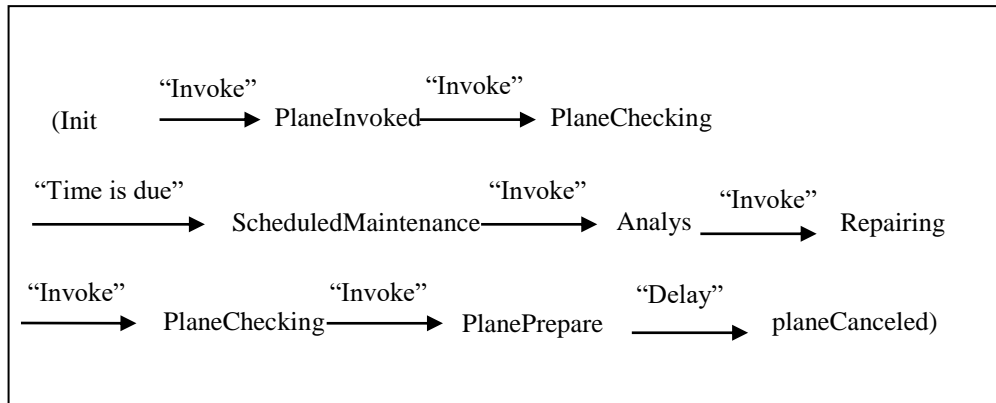 “Invoke” “Invoke”
(Init PlaneInvoked PlaneChecking
“Time is due” “Invoke” “Invoke”
ScheduledMaintenance Analys Repairing
“Invoke” “Invoke” “Delay”
PlaneChecking PlanePrepare planeCanceled)